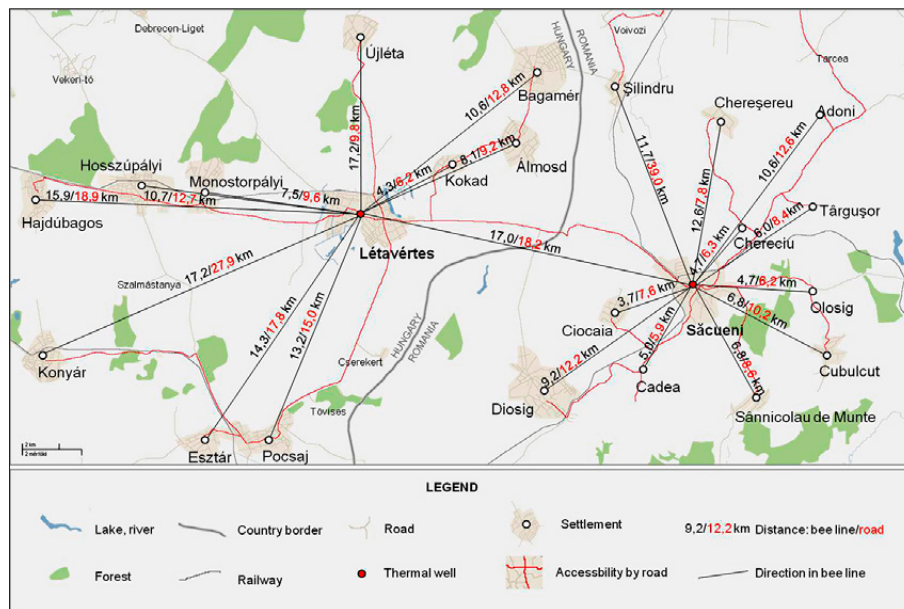 Debrecen-Liget
Voivozi
Újléta
HUNGARY
ROMANIA
Vekeri-tó
Tarcea
Bagamér
Şilindru
Chereşereu
Adoni
10,6/12,8 km
17,2/9,8 km
11,7/39,0 km
10,6/12,6 km
Hosszúpályi
Álmosd
8,1/9,2 km
Monostorpályi
Kokad
4,3/6,2 km
12,6/7,8 km
15,9/18,9 km
10,7/12,7 km
7,5/9,6 km
Târguşor
Hajdúbagos
6,0/8,4 km
Létavértes
17,0/18,2 km
Chereciu
4,7/6,3 km
17,2/27,9 km
Szalmástanya
4,7/6,2 km
3,7/7,6 km
Olosig
6,8/10,2 km
Ciocaia
Săcueni
14,3/17,8 km
13,2/15,0 km
HUNGARY
ROMANIA
5,0/5,9 km
Konyár
Cserekert
Cubulcut
6,8/8,6 km
9,2/12,2 km
Cadea
Diosig
Tövises
Sânnicolau de Munte
2 km
2 mérföld
Esztár
Pocsaj
LEGEND
Lake, river
Country border
Road
Settlement
9,2/12,2 km
Distance: bee line/road
Forest
Railway
Thermal well
Accessbility by road
Direction in bee line